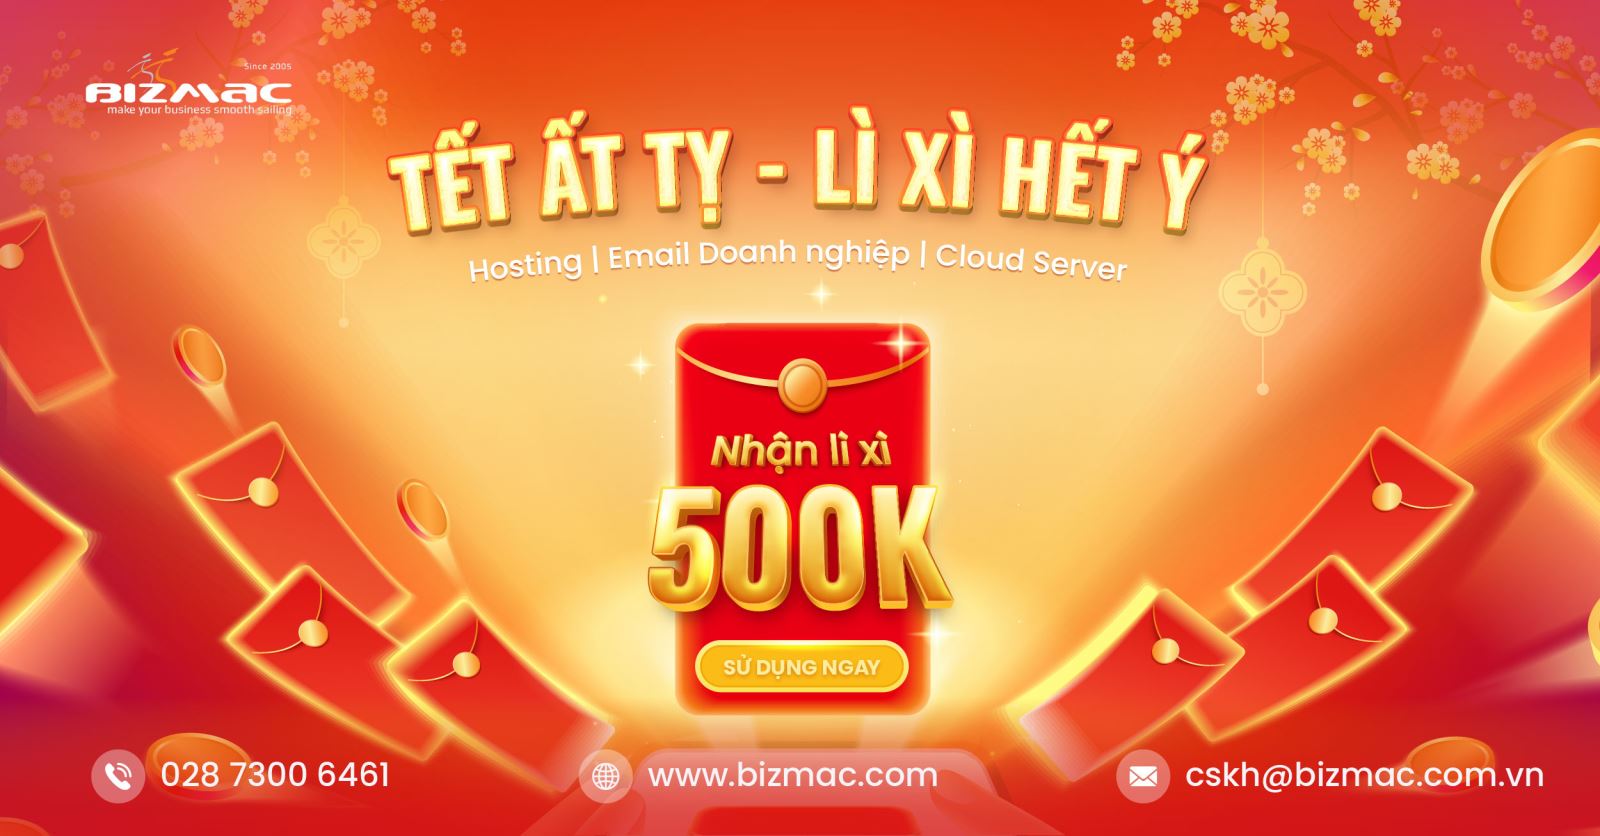 Since 2005
BIZMAC
make your business smooth sailing
TẾT ẤT TỴ - LÌ XÌ HẾT Ý
Hosting | Email Doanh nghiệp | Cloud Server
Nhận lì xì
500K
SỬ DỤNG NGAY
028 7300 6461
www.bizmac.com
cskh@bizmac.com.vn